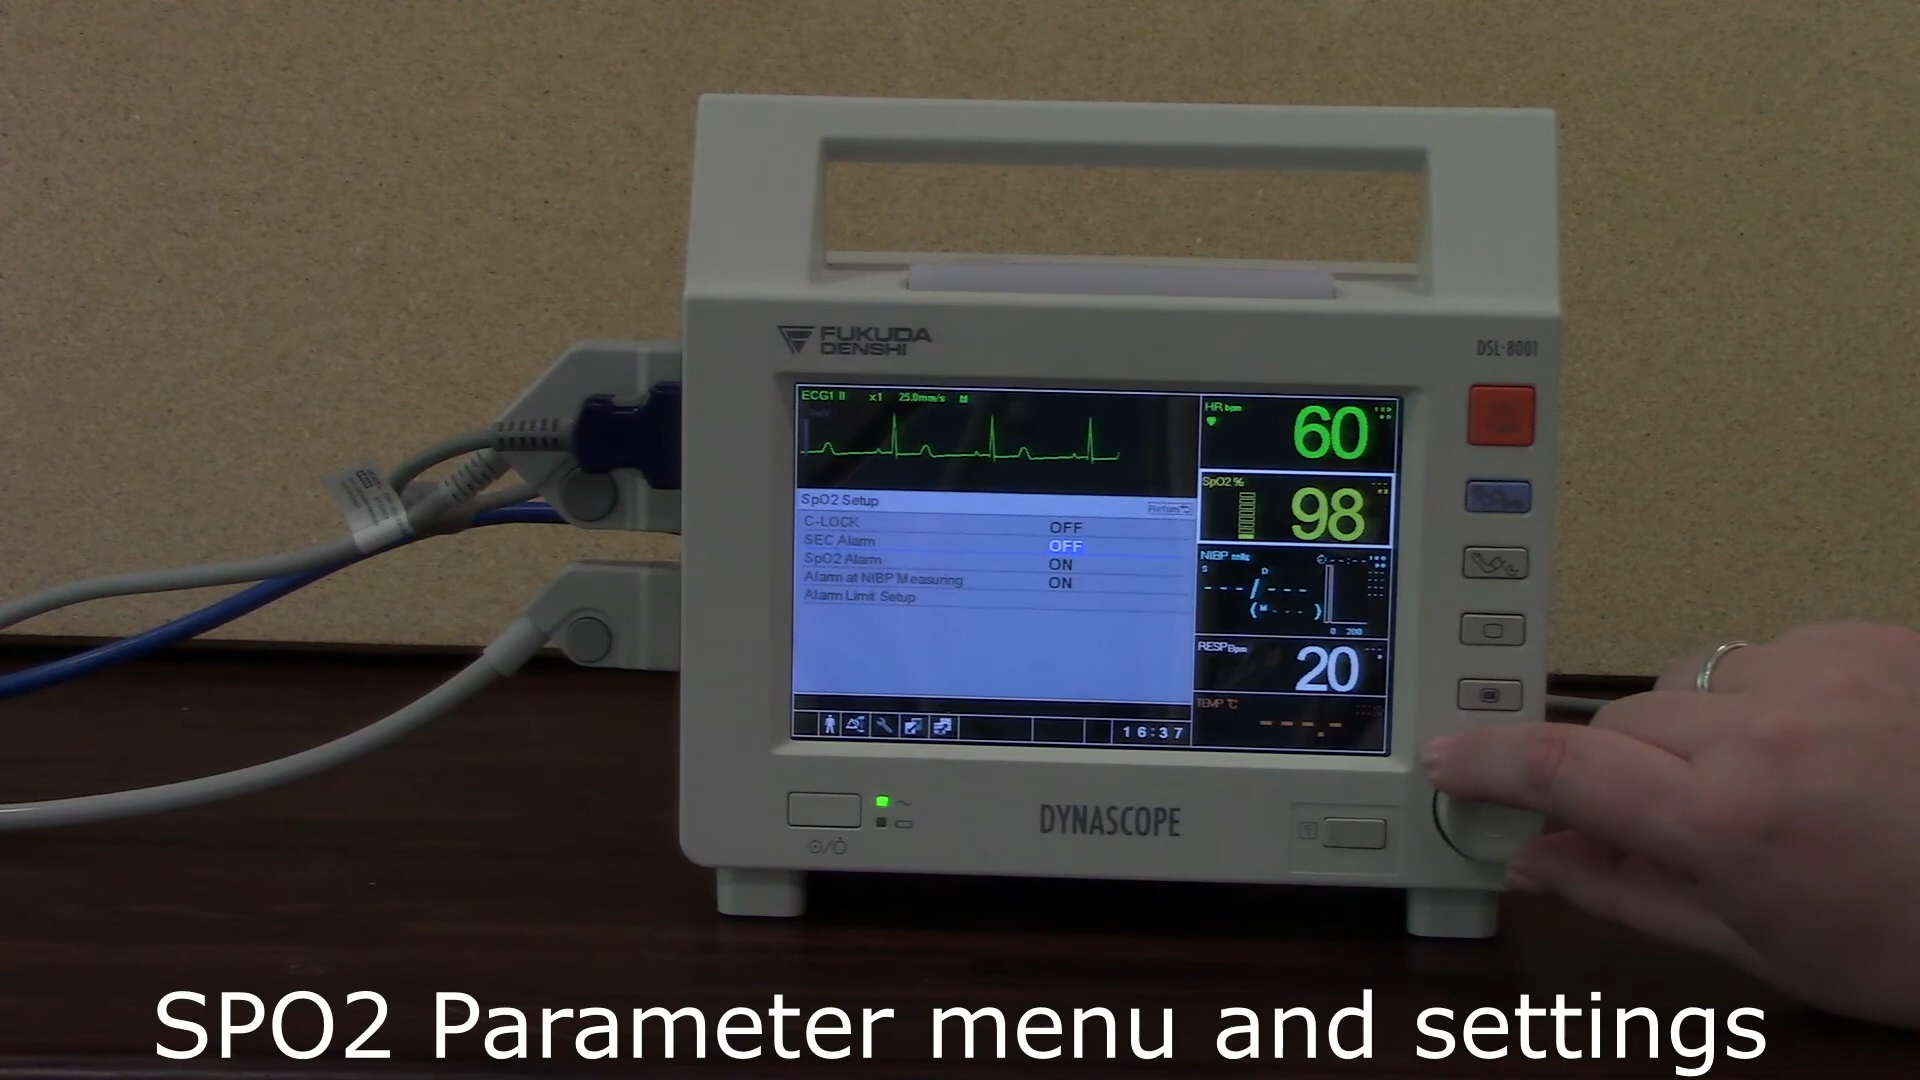 FUKUDA
DENSHI
DSL-8001
ECG1 II x1 25.0mm/s M
HR bpm
60
SpO2 %
98
SpO2 Setup
Return
C-LOCK OFF
SEC Alarm OFF
SpO2 Alarm ON
Alarm at NIBP Measuring ON
Alarm Limit Setup
NIBP
S
D
---/---
(M ---)
0 200
RESP Bpm
20
TEMP °C
---.-
16:37
DYNASCOPE
SPO2 Parameter menu and settings